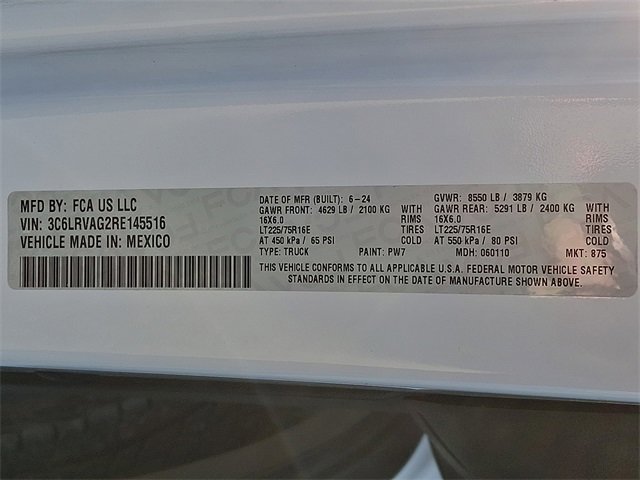 MFD BY: FCA US LLC
VIN: 3C6LRVAG2RE145516
VEHICLE MADE IN: MEXICO
DATE OF MFR (BUILT): 6-24 GVWR: 8550 LB / 3879 KG
GAWR FRONT: 4629 LB / 2100 KG WITH GAWR REAR: 5291 LB / 2400 KG WITH
16X6.0 RIMS 16X6.0 RIMS
LT225/75R16E TIRES LT225/75R16E TIRES
AT 450 kPa / 65 PSI COLD AT 550 kPa / 80 PSI COLD
TYPE: TRUCK PAINT: PW7 MDH: 060110 MKT: 875
THIS VEHICLE CONFORMS TO ALL APPLICABLE U.S.A. FEDERAL MOTOR VEHICLE SAFETY
STANDARDS IN EFFECT ON THE DATE OF MANUFACTURE SHOWN ABOVE.